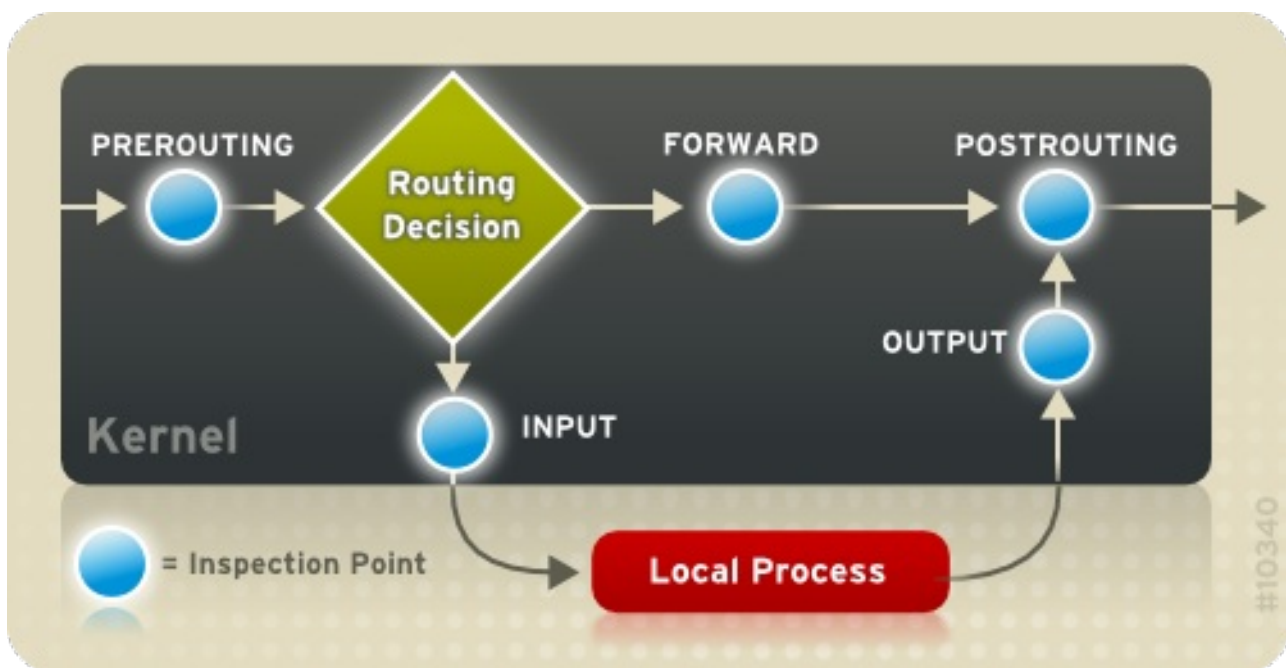 PREROUTING
Routing
Decision
FORWARD
POSTROUTING
OUTPUT
INPUT
Kernel
= Inspection Point
Local Process
#10340